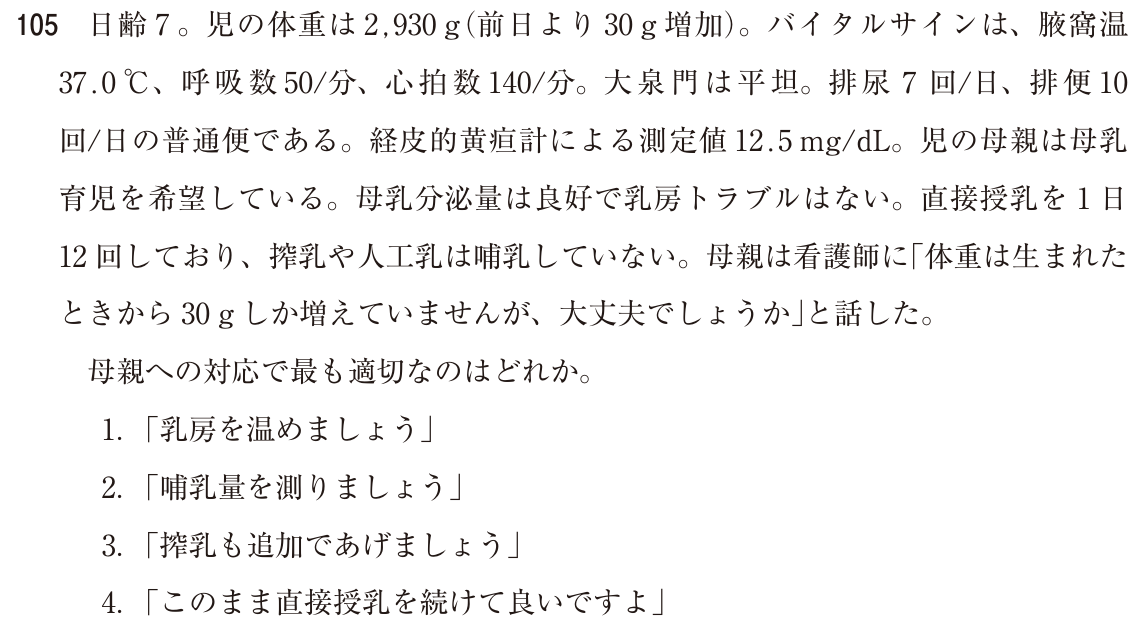 105 日齢 7 。児の体重は 2,930 g(前日より 30 g 増加)。バイタルサインは、腋窩温
37.0 ℃、呼吸数 50/分、心拍数 140/分。大泉門は平坦。排尿 7 回/日、排便 10
回/日の普通便である。経皮的黄疸計による測定値 12.5 mg/dL。児の母親は母乳
育児を希望している。母乳分泌量は良好で乳房トラブルはない。直接授乳を 1 日
12 回しており、搾乳や人工乳は哺乳していない。母親は看護師に「体重は生まれた
ときから 30 g しか増えていませんが、大丈夫でしょうか」と話した。
母親への対応で最も適切なのはどれか。
1. 「乳房を温めましょう」
2. 「哺乳量を測りましょう」
3. 「搾乳も追加であげましょう」
4. 「このまま直接授乳を続けて良いですよ」